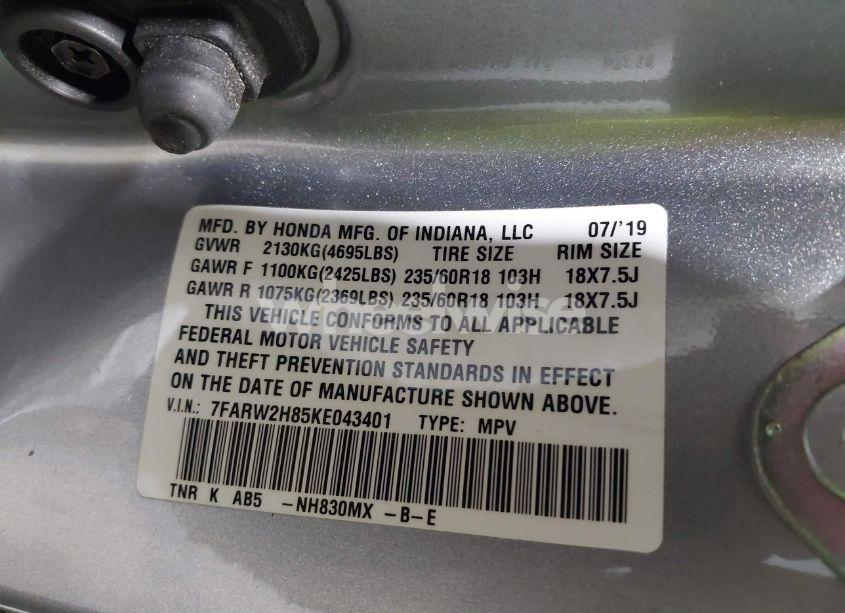 MFD. BY HONDA MFG. OF INDIANA, LLC 07/'19
GVWR 2130KG(4695LBS) TIRE SIZE RIM SIZE
GAWR F 1100KG(2425LBS) 235/60R18 103H 18X7.5J
GAWR R 1075KG(2369LBS) 235/60R18 103H 18X7.5J
THIS VEHICLE CONFORMS TO ALL APPLICABLE
FEDERAL MOTOR VEHICLE SAFETY
AND THEFT PREVENTION STANDARDS IN EFFECT
ON THE DATE OF MANUFACTURE SHOWN ABOVE.
V.I.N.: 7FARW2H85KE043401 TYPE: MPV
TNR K AB5 -NH830MX -B-E
wheelwise